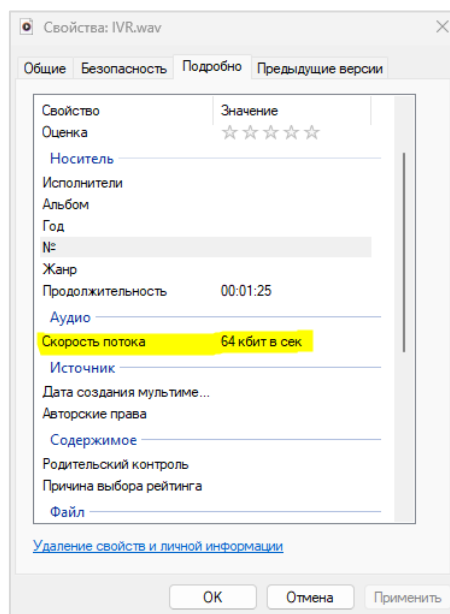 Свойства: IVR.wav
Общие Безопасность Подробно Предыдущие версии
Свойство Значение
Оценка
Носитель
Исполнители
Альбом
Год
№
Жанр
Продолжительность 00:01:25
Аудио
Скорость потока 64 кбит в сек
Источник
Дата создания мультиме...
Авторские права
Содержимое
Родительский контроль
Причина выбора рейтинга
Файл
Удаление свойств и личной информации
OK Отмена Применить